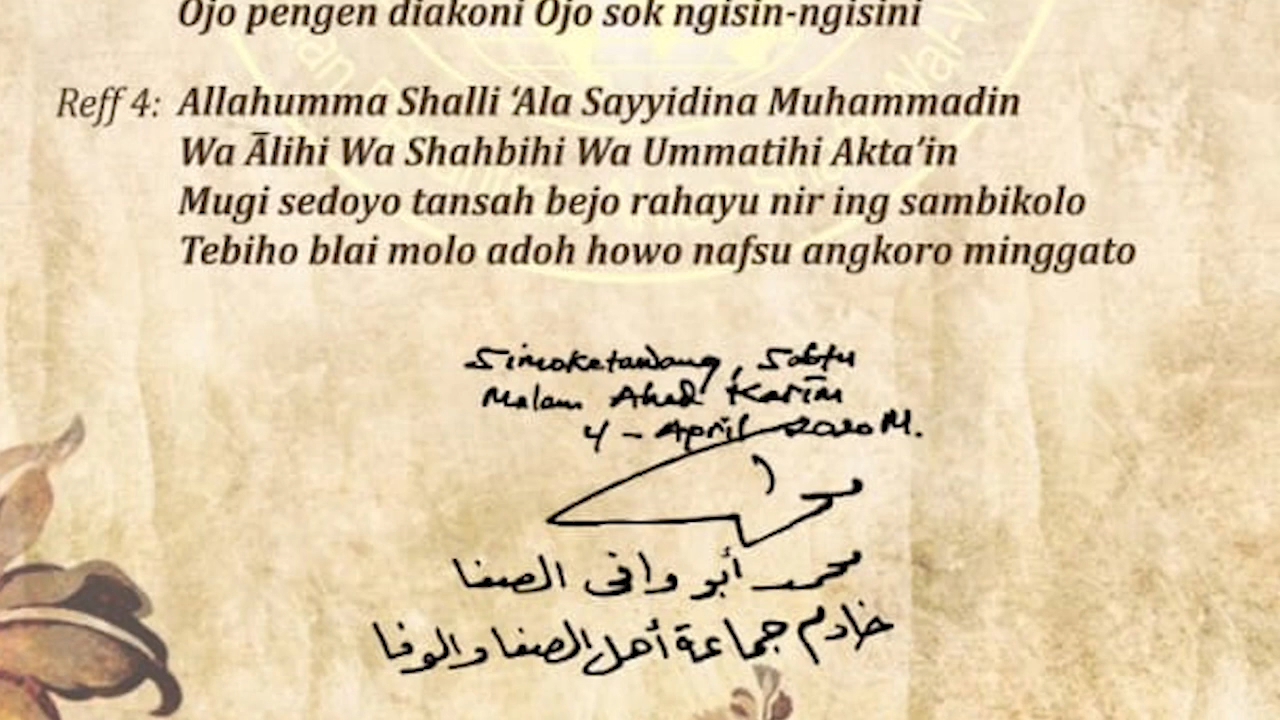 Ojo pengen diakoni Ojo sok ngisin-ngisini
Reff 4: Allahumma Shalli ‘Ala Sayyidina Muhammadin
Wa Ālihi Wa Shahbihi Wa Ummatihi Akta’in
Mugi sedoyo tansah bejo rahayu nir ing sambikolo
Tebiho blai molo adoh howo nafsu angkoro minggato
Simoketawang, Sabtu
Malam Ahad Karīm
4 - April 2020 M.
محمد أبو وافى الصفا
خادم جماعة أهل الصفا والوفا